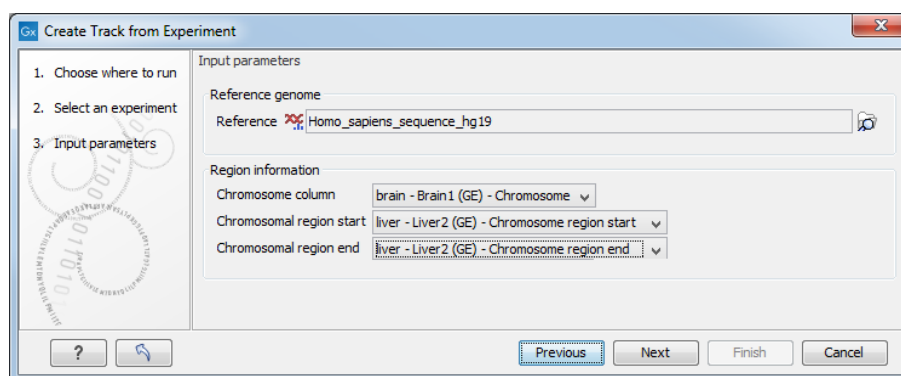 Gx Create Track from Experiment
1. Choose where to run
2. Select an experiment
3. Input parameters
Input parameters
Reference genome
Reference Homo_sapiens_sequence_hg19
Region information
Chromosome column brain - Brain1 (GE) - Chromosome
Chromosomal region start liver - Liver2 (GE) - Chromosome region start
Chromosomal region end liver - Liver2 (GE) - Chromosome region end
? Previous Next Finish Cancel